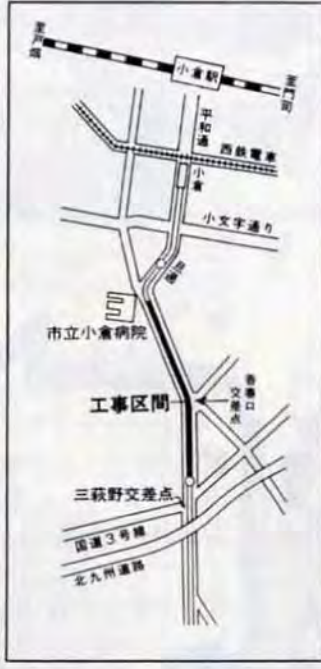 至戸畑
小倉駅
至門司
平和通
西鉄電車
小倉
小文字通り
旦過
市立小倉病院
工事区間
香春口
交差点
三萩野交差点
国道3号線
北九州道路